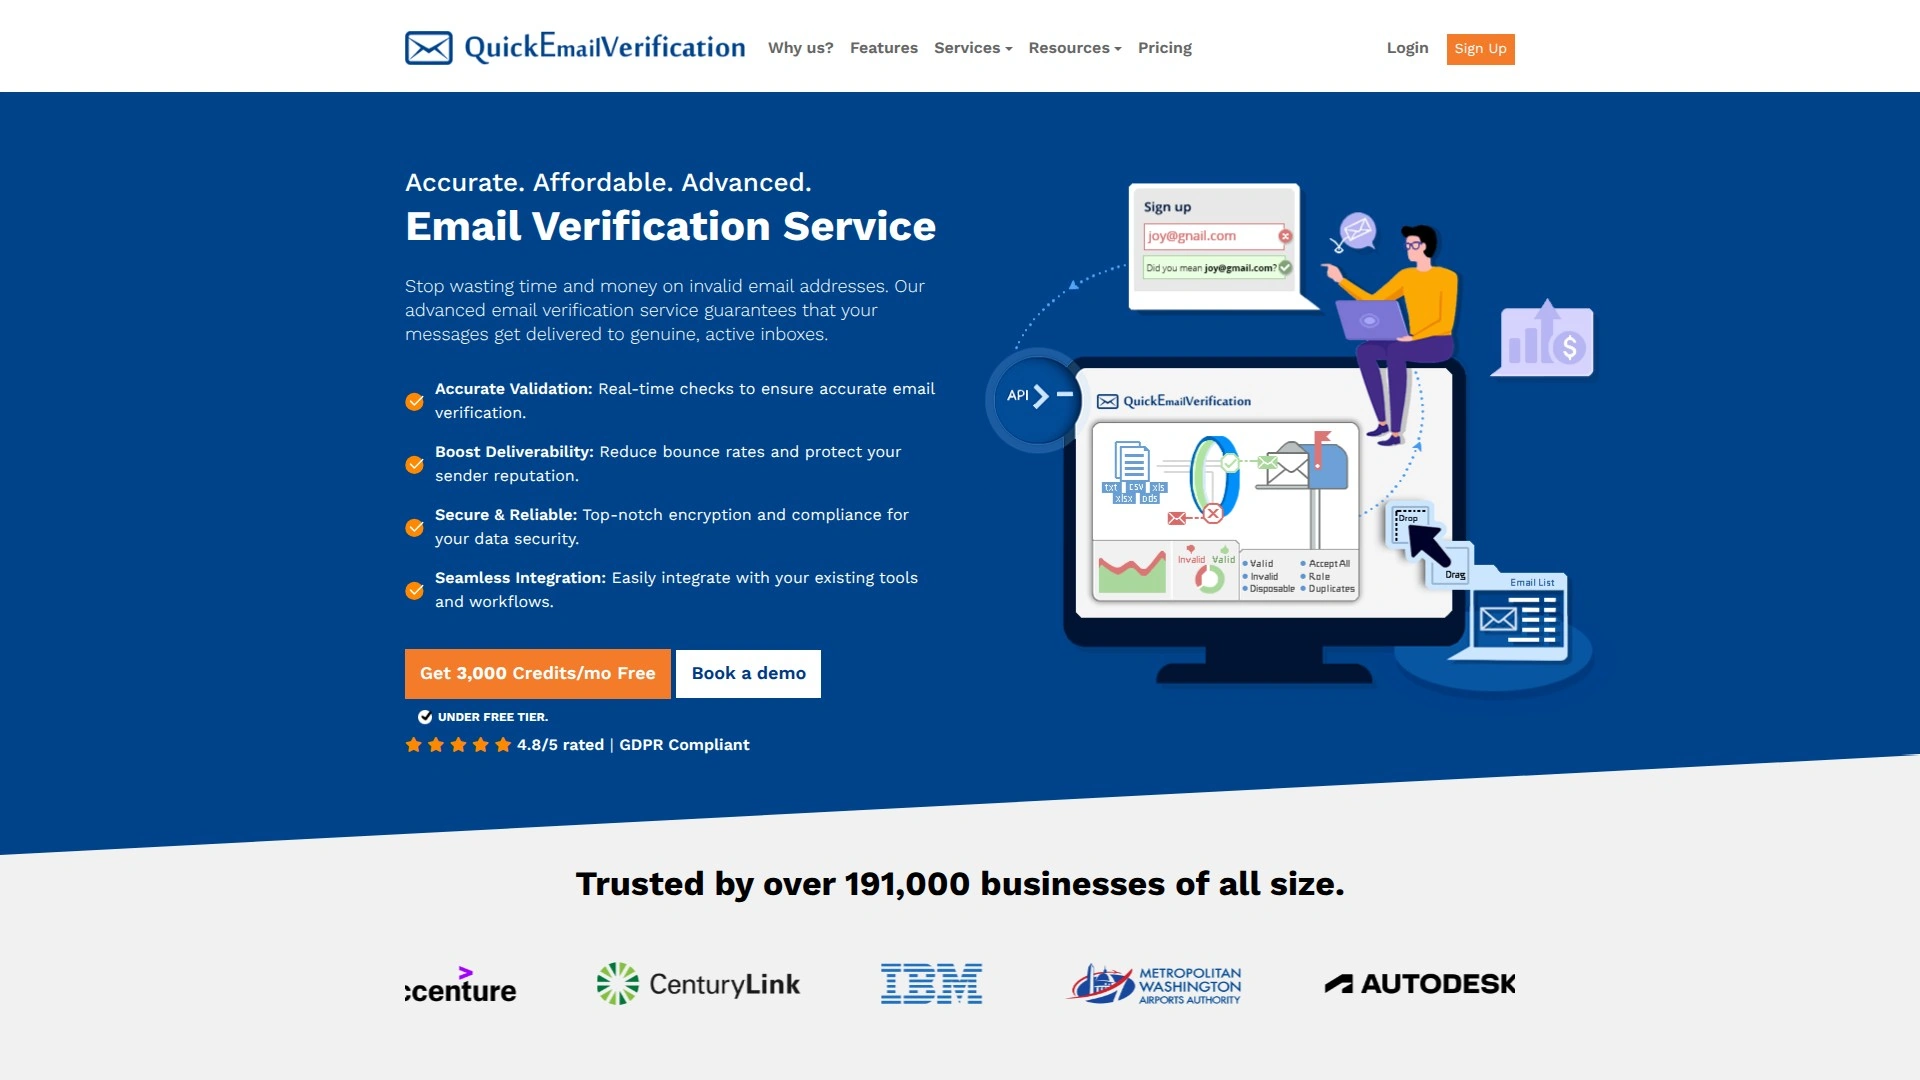 QuickEmailVerification
Why us?
Features
Services
Resources
Pricing
Login
Sign Up
Accurate. Affordable. Advanced.
Email Verification Service
Stop wasting time and money on invalid email addresses. Our
advanced email verification service guarantees that your
messages get delivered to genuine, active inboxes.
Accurate Validation: Real-time checks to ensure accurate email
verification.
Boost Deliverability: Reduce bounce rates and protect your
sender reputation.
Secure & Reliable: Top-notch encryption and compliance for
your data security.
Seamless Integration: Easily integrate with your existing tools
and workflows.
Get 3,000 Credits/mo Free
Book a demo
UNDER FREE TIER.
4.8/5 rated | GDPR Compliant
Sign up
joy@gnail.com
Did you mean joy@gmail.com?
$
API
QuickEmailVerification
txt csv xls
xlsx ods
Invalid Valid
Valid
Invalid
Disposable
Accept All
Role
Duplicates
Drop
Drag
Email List
Trusted by over 191,000 businesses of all size.
ccenture
CenturyLink
IBM
METROPOLITAN
WASHINGTON
AIRPORTS AUTHORITY
AUTODESK